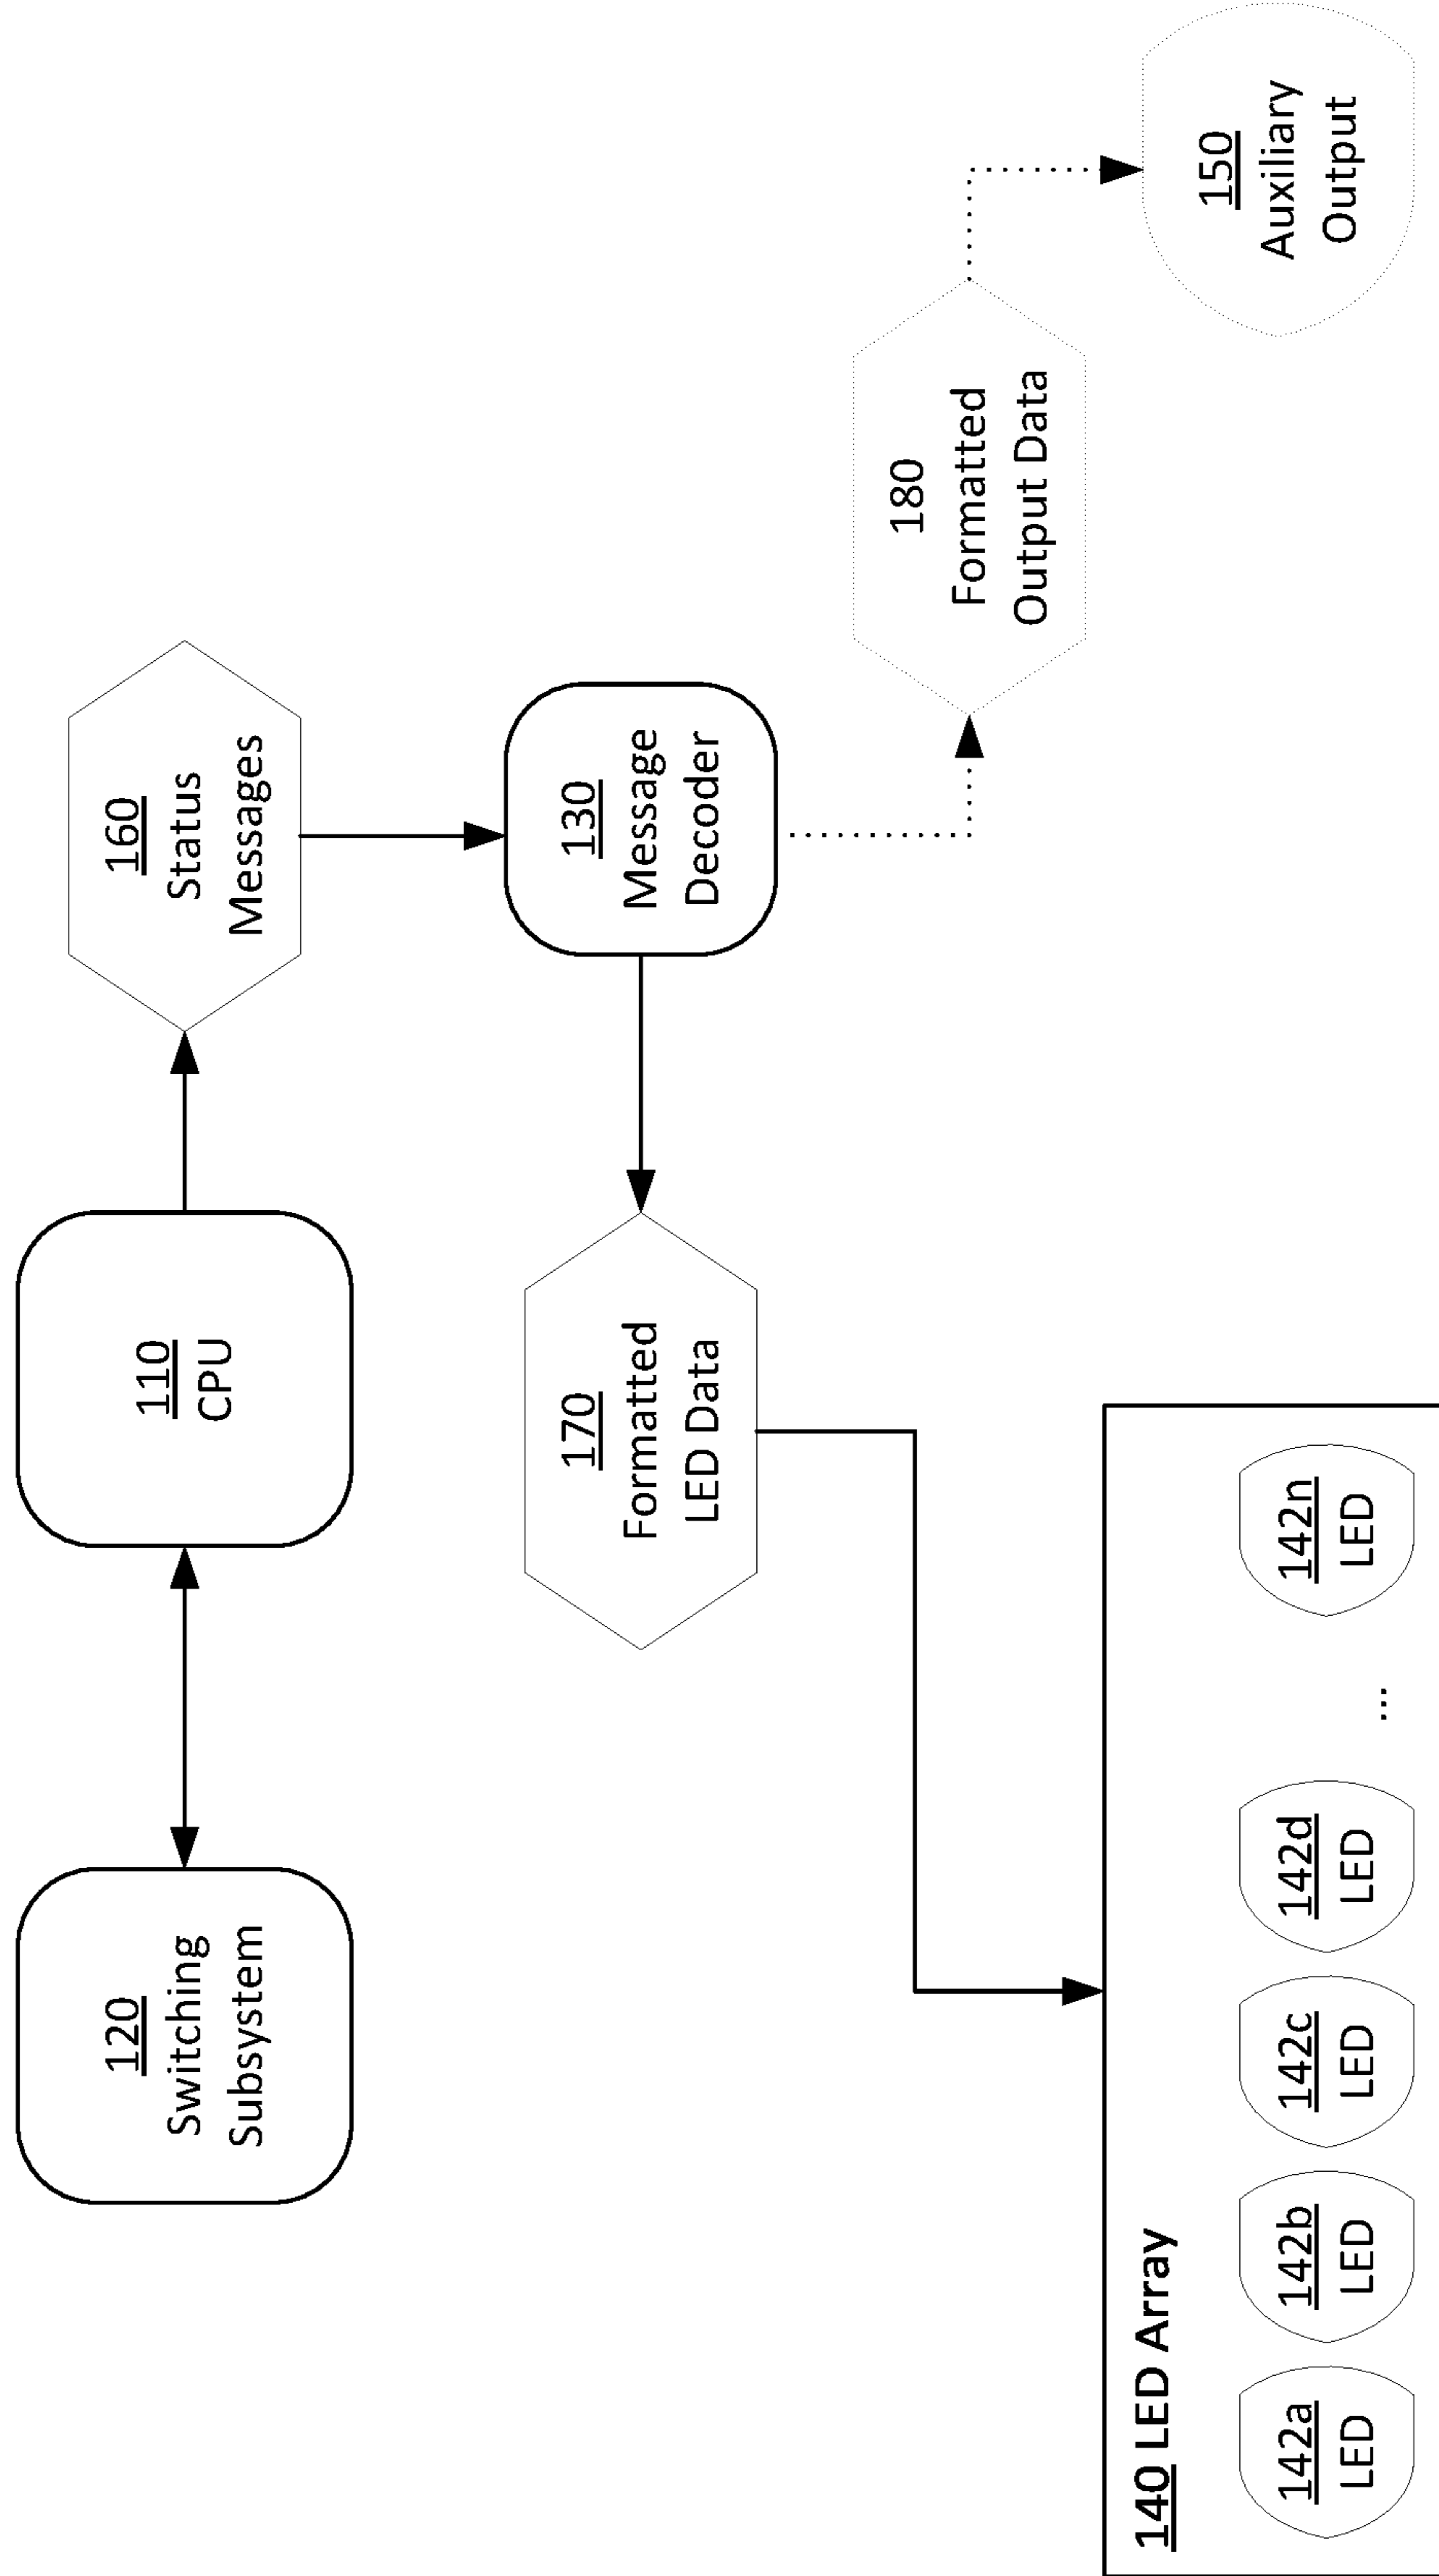 120
Switching
Subsystem
110
CPU
160
Status
Messages
170
Formatted
LED Data
130
Message
Decoder
180
Formatted
Output Data
140 LED Array
142a
LED
142b
LED
142c
LED
142d
LED
...
142n
LED
150
Auxiliary
Output